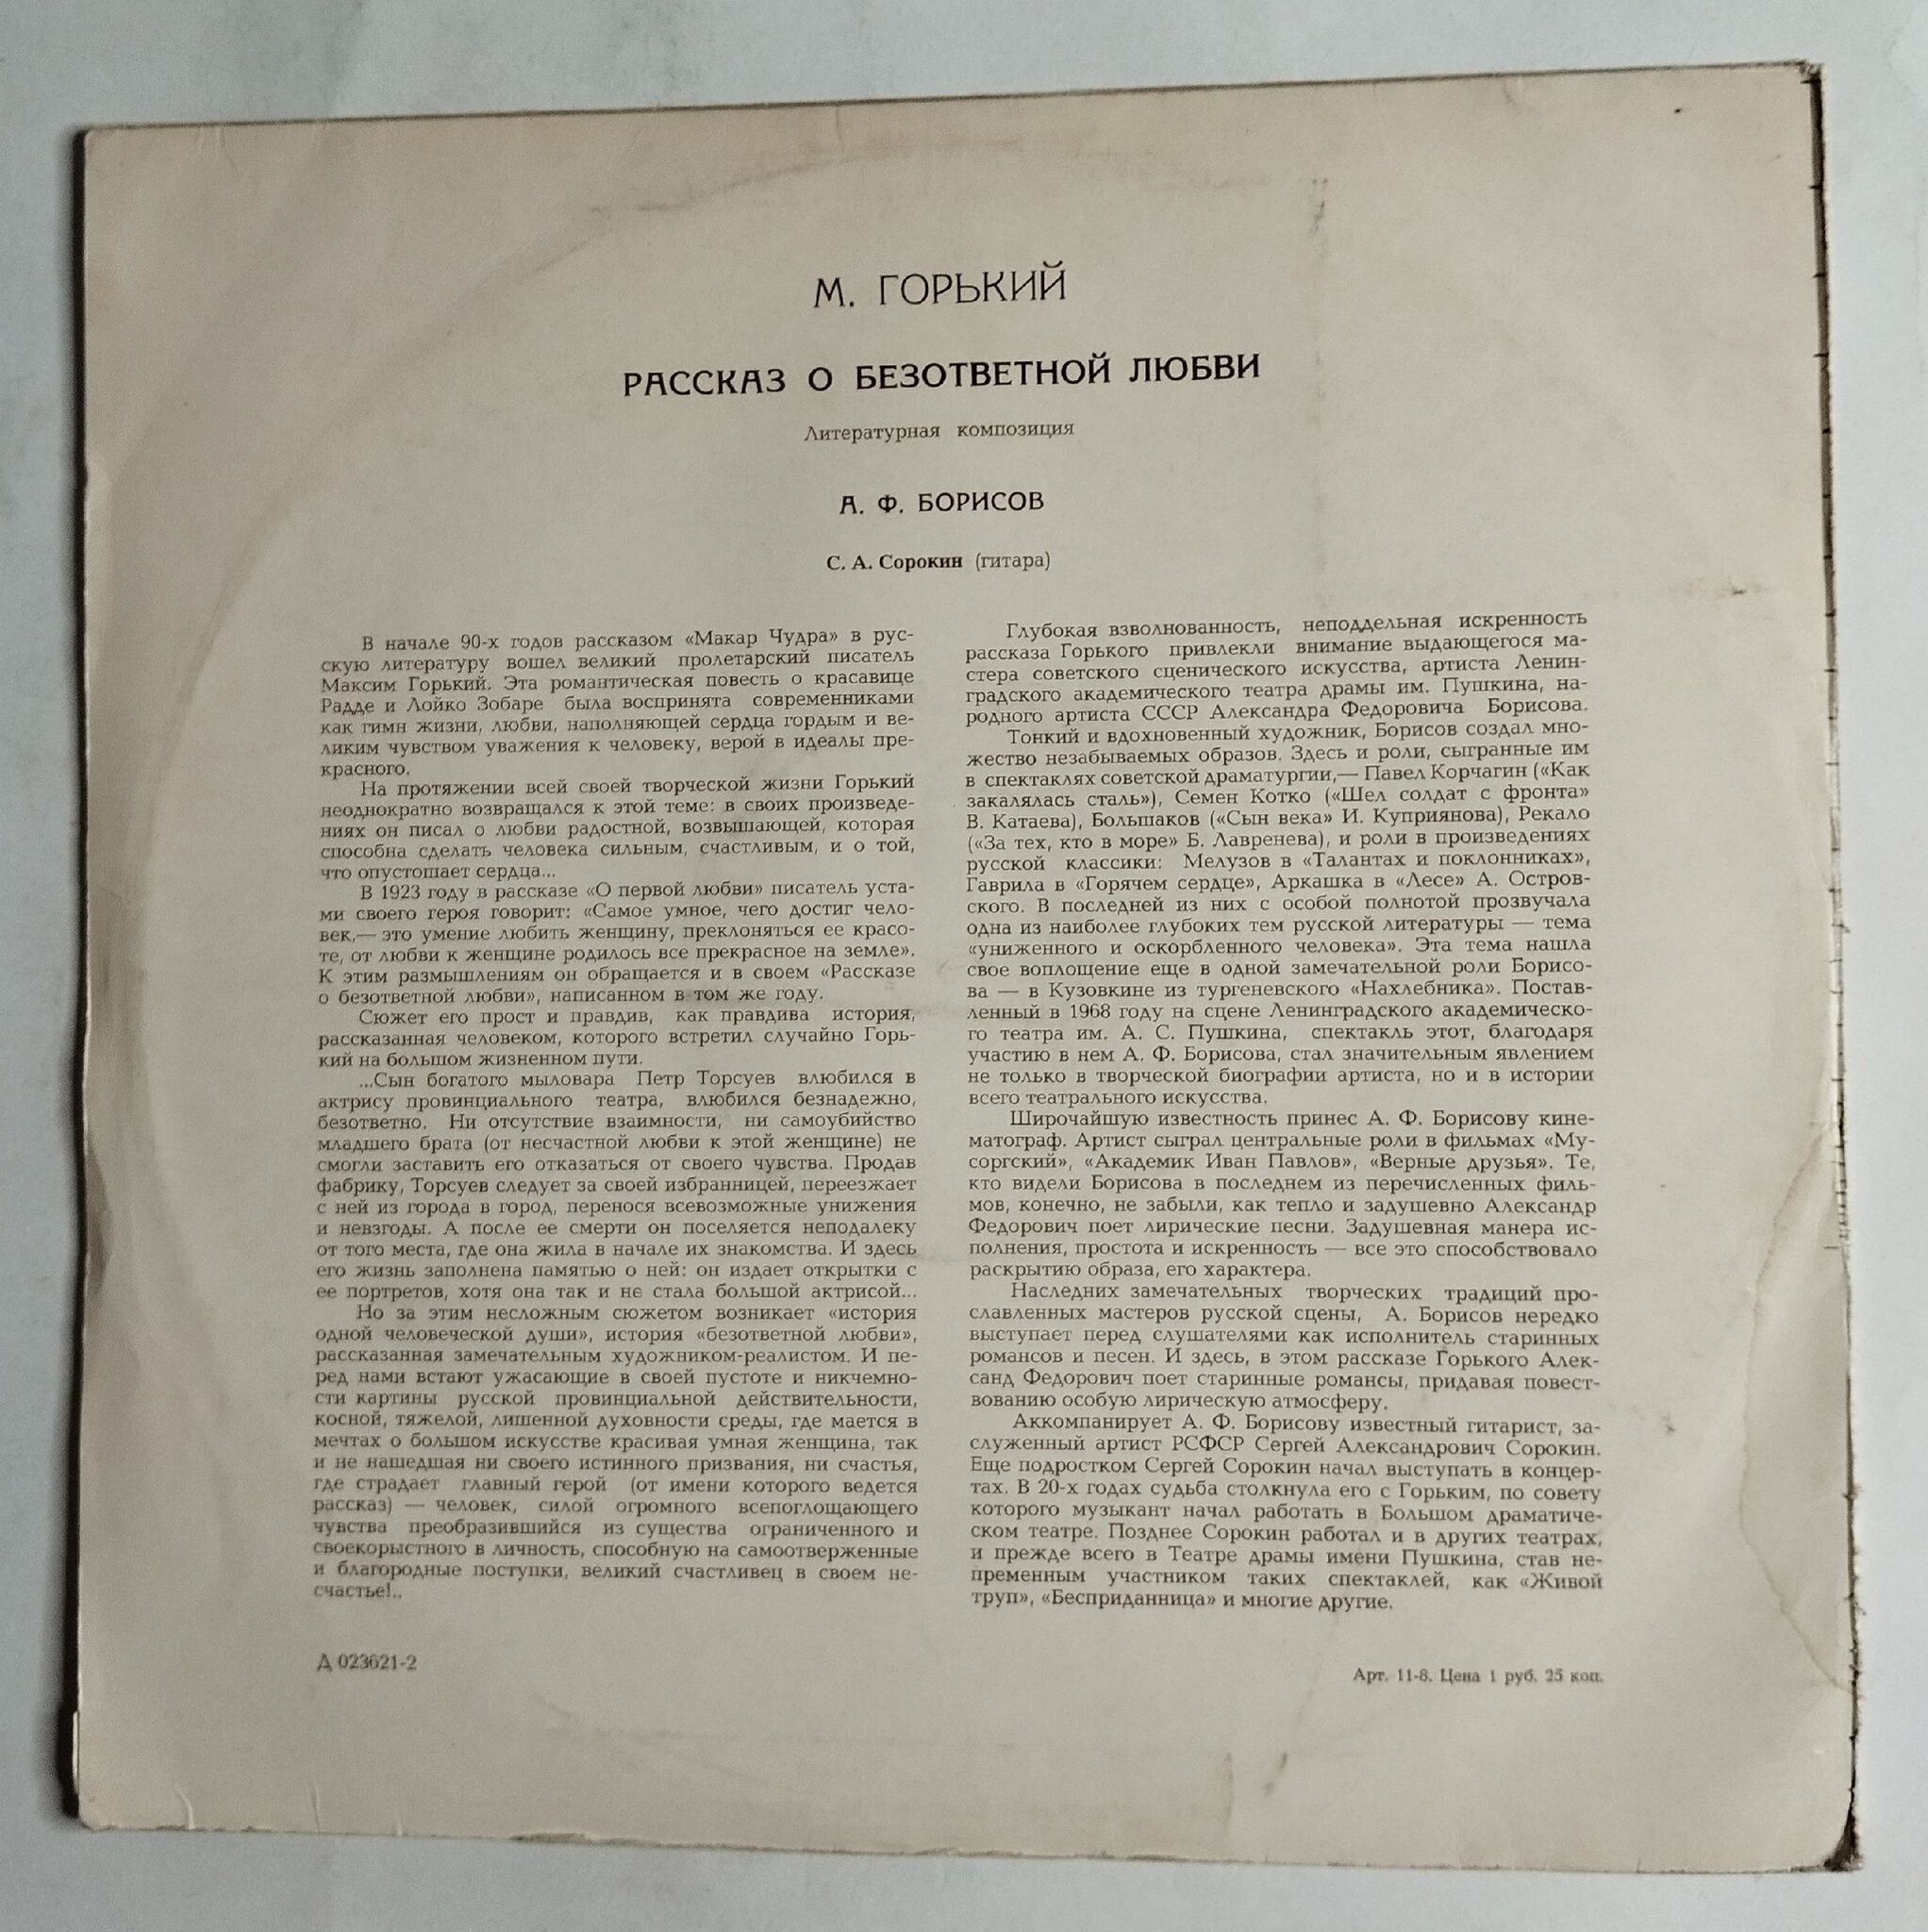 М. ГОРЬКИЙ
РАССКАЗ О БЕЗОТВЕТНОЙ ЛЮБВИ
Литературная композиция
А. Ф. БОРИСОВ
С. А. Сорокин (гитара)
В начале 90-х годов рассказом «Макар Чудра» в рус-
скую литературу вошел великий пролетарский писатель
Максим Горький. Эта романтическая повесть о красавице
Радде и Лойко Зобаре была воспринята современниками
как гимн жизни, любви, наполняющей сердца гордым и ве-
ликим чувством уважения к человеку, верой в идеалы пре-
красного.
На протяжении всей своей творческой жизни Горький
неоднократно возвращался к этой теме: в своих произведе-
ниях он писал о любви радостной, возвышающей, которая
способна сделать человека сильным, счастливым, и о той,
что опустошает сердца...
В 1923 году в рассказе «О первой любви» писатель уста-
ми своего героя говорит: «Самое умное, чего достиг чело-
век,— это умение любить женщину, преклоняться ее красо-
те, от любви к женщине родилось все прекрасное на земле».
К этим размышлениям он обращается и в своем «Рассказе
о безответной любви», написанном в том же году.
Сюжет его прост и правдив, как правдива история,
рассказанная человеком, которого встретил случайно Горь-
кий на большом жизненном пути.
...Сын богатого мыловара Петр Торсуев влюбился в
актрису провинциального театра, влюбился безнадежно,
безответно. Ни отсутствие взаимности, ни самоубийство
младшего брата (от несчастной любви к этой женщине) не
смогли заставить его отказаться от своего чувства. Продав
фабрику, Торсуев следует за своей избранницей, переезжает
с ней из города в город, перенося всевозможные унижения
и невзгоды. А после ее смерти он поселяется неподалеку
от того места, где она жила в начале их знакомства. И здесь
его жизнь заполнена памятью о ней: он издает открытки с
ее портретов, хотя она так и не стала большой актрисой...
Но за этим несложным сюжетом возникает «история
одной человеческой души», история «безответной любви»,
рассказанная замечательным художником-реалистом. И пе-
ред нами встают ужасающие в своей пустоте и никчемно-
сти картины русской провинциальной действительности,
косной, тяжелой, лишенной духовности среды, где мается в
мечтах о большом искусстве красивая умная женщина, так
и не нашедшая ни своего истинного призвания, ни счастья,
где страдает главный герой (от имени которого ведется
рассказ) — человек, силой огромного всепоглощающего
чувства преобразившийся из существа ограниченного и
своекорыстного в личность, способную на самоотверженные
и благородные поступки, великий счастливец в своем не-
счастье!..
Глубокая взволнованность, неподдельная искренность
рассказа Горького привлекли внимание выдающегося ма-
стера советского сценического искусства, артиста Ленин-
градского академического театра драмы им. Пушкина, на-
родного артиста СССР Александра Федоровича Борисова.
Тонкий и вдохновенный художник, Борисов создал мно-
жество незабываемых образов. Здесь и роли, сыгранные им
в спектаклях советской драматургии,— Павел Корчагин («Как
закалялась сталь»), Семен Котко («Шел солдат с фронта»
В. Катаева), Большаков («Сын века» И. Куприянова), Рекало
(«За тех, кто в море» Б. Лавренева), и роли в произведениях
русской классики: Мелузов в «Талантах и поклонниках»,
Гаврила в «Горячем сердце», Аркашка в «Лесе» А. Остров-
ского. В последней из них с особой полнотой прозвучала
одна из наиболее глубоких тем русской литературы — тема
«униженного и оскорбленного человека». Эта тема нашла
свое воплощение еще в одной замечательной роли Борисо-
ва — в Кузовкине из тургеневского «Нахлебника». Постав-
ленный в 1968 году на сцене Ленинградского академическо-
го театра им. А. С. Пушкина, спектакль этот, благодаря
участию в нем А. Ф. Борисова, стал значительным явлением
не только в творческой биографии артиста, но и в истории
всего театрального искусства.
Широчайшую известность принес А. Ф. Борисову кине-
матограф. Артист сыграл центральные роли в фильмах «Му-
соргский», «Академик Иван Павлов», «Верные друзья». Те,
кто видели Борисова в последнем из перечисленных филь-
мов, конечно, не забыли, как тепло и задушевно Александр
Федорович поет лирические песни. Задушевная манера ис-
полнения, простота и искренность — все это способствовало
раскрытию образа, его характера.
Наследник замечательных творческих традиций про-
славленных мастеров русской сцены, А. Борисов нередко
выступает перед слушателями как исполнитель старинных
романсов и песен. И здесь, в этом рассказе Горького Алек-
санд Федорович поет старинные романсы, придавая повест-
вованию особую лирическую атмосферу.
Аккомпанирует А. Ф. Борисову известный гитарист, за-
служенный артист РСФСР Сергей Александрович Сорокин.
Еще подростком Сергей Сорокин начал выступать в концер-
тах. В 20-х годах судьба столкнула его с Горьким, по совету
которого музыкант начал работать в Большом драматиче-
ском театре. Позднее Сорокин работал и в других театрах,
и прежде всего в Театре драмы имени Пушкина, став не-
пременным участником таких спектаклей, как «Живой
труп», «Бесприданница» и многие другие.
Д 023621-2
Арт. 11-8. Цена 1 руб. 25 коп.